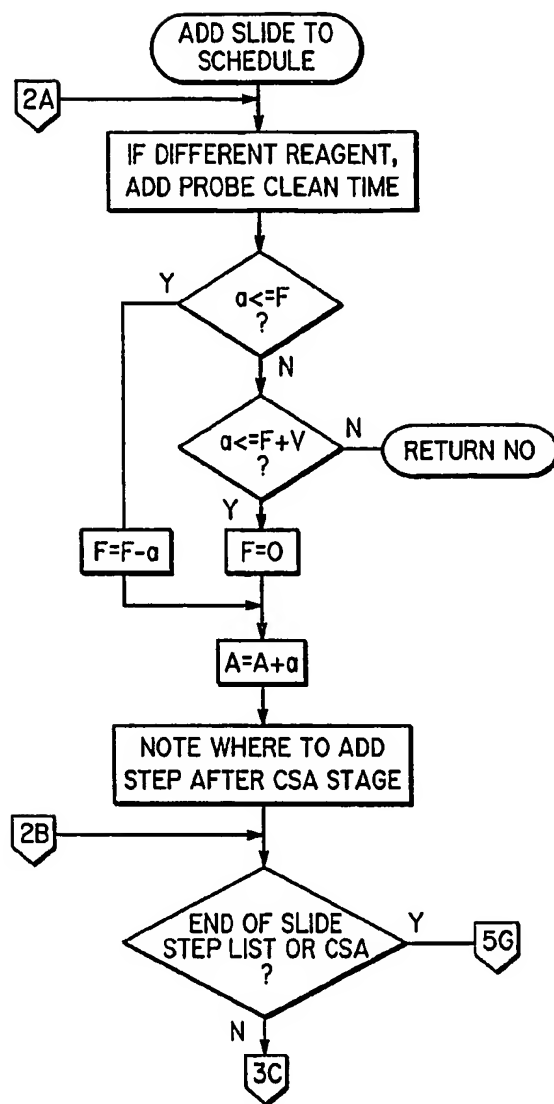 ADD SLIDE TO
SCHEDULE
2A
IF DIFFERENT REAGENT,
ADD PROBE CLEAN TIME
Y
a<=F
?
N
a<=F+V
?
N
RETURN NO
Y
F=F-a
F=0
A=A+a
NOTE WHERE TO ADD
STEP AFTER CSA STAGE
2B
END OF SLIDE
STEP LIST OR CSA
?
Y
5G
N
3C